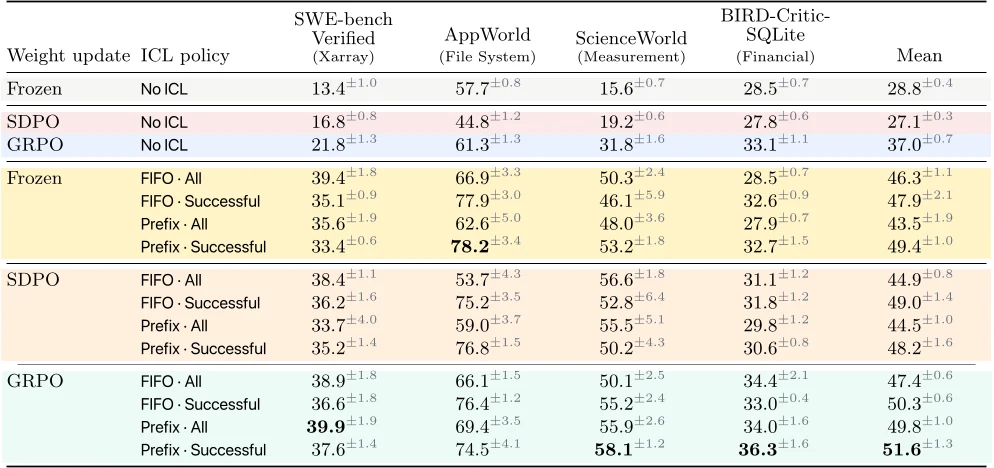 Weight update ICL policy SWE-bench Verified (Xarray) AppWorld (File System) ScienceWorld (Measurement) BIRD-Critic-SQLite (Financial) Mean
Frozen No ICL 13.4±1.0 57.7±0.8 15.6±0.7 28.5±0.7 28.8±0.4
SDPO No ICL 16.8±0.8 44.8±1.2 19.2±0.6 27.8±0.6 27.1±0.3
GRPO No ICL 21.8±1.3 61.3±1.3 31.8±1.6 33.1±1.1 37.0±0.7
Frozen FIFO · All 39.4±1.8 66.9±3.3 50.3±2.4 28.5±0.7 46.3±1.1
FIFO · Successful 35.1±0.9 77.9±3.0 46.1±5.9 32.6±0.9 47.9±2.1
Prefix · All 35.6±1.9 62.6±5.0 48.0±3.6 27.9±0.7 43.5±1.9
Prefix · Successful 33.4±0.6 78.2±3.4 53.2±1.8 32.7±1.5 49.4±1.0
SDPO FIFO · All 38.4±1.1 53.7±4.3 56.6±1.8 31.1±1.2 44.9±0.8
FIFO · Successful 36.2±1.6 75.2±3.5 52.8±6.4 31.8±1.2 49.0±1.4
Prefix · All 33.7±4.0 59.0±3.7 55.5±5.1 29.8±1.2 44.5±1.0
Prefix · Successful 35.2±1.4 76.8±1.5 50.2±4.3 30.6±0.8 48.2±1.6
GRPO FIFO · All 38.9±1.8 66.1±1.5 50.1±2.5 34.4±2.1 47.4±0.6
FIFO · Successful 36.6±1.8 76.4±1.2 55.2±2.4 33.0±0.4 50.3±0.6
Prefix · All 39.9±1.9 69.4±3.5 55.9±2.6 34.0±1.6 49.8±1.0
Prefix · Successful 37.6±1.4 74.5±4.1 58.1±1.2 36.3±1.6 51.6±1.3